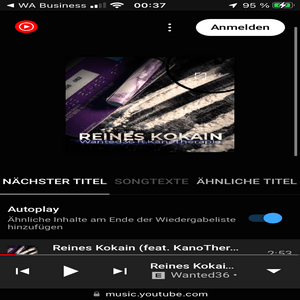 WA Business
00:37
95 %
Anmelden
REINES KOKAIN
Wanted36 ft.KanoTherapie
NÄCHSTER TITEL SONGTEXTE ÄHNLICHE TITEL
Autoplay
Ähnliche Inhalte am Ende der Wiedergabeliste
hinzufügen
Reines Kokain (feat. KanoTher...
2:53
Reines Kokai...
E Wanted36 •
music.youtube.com